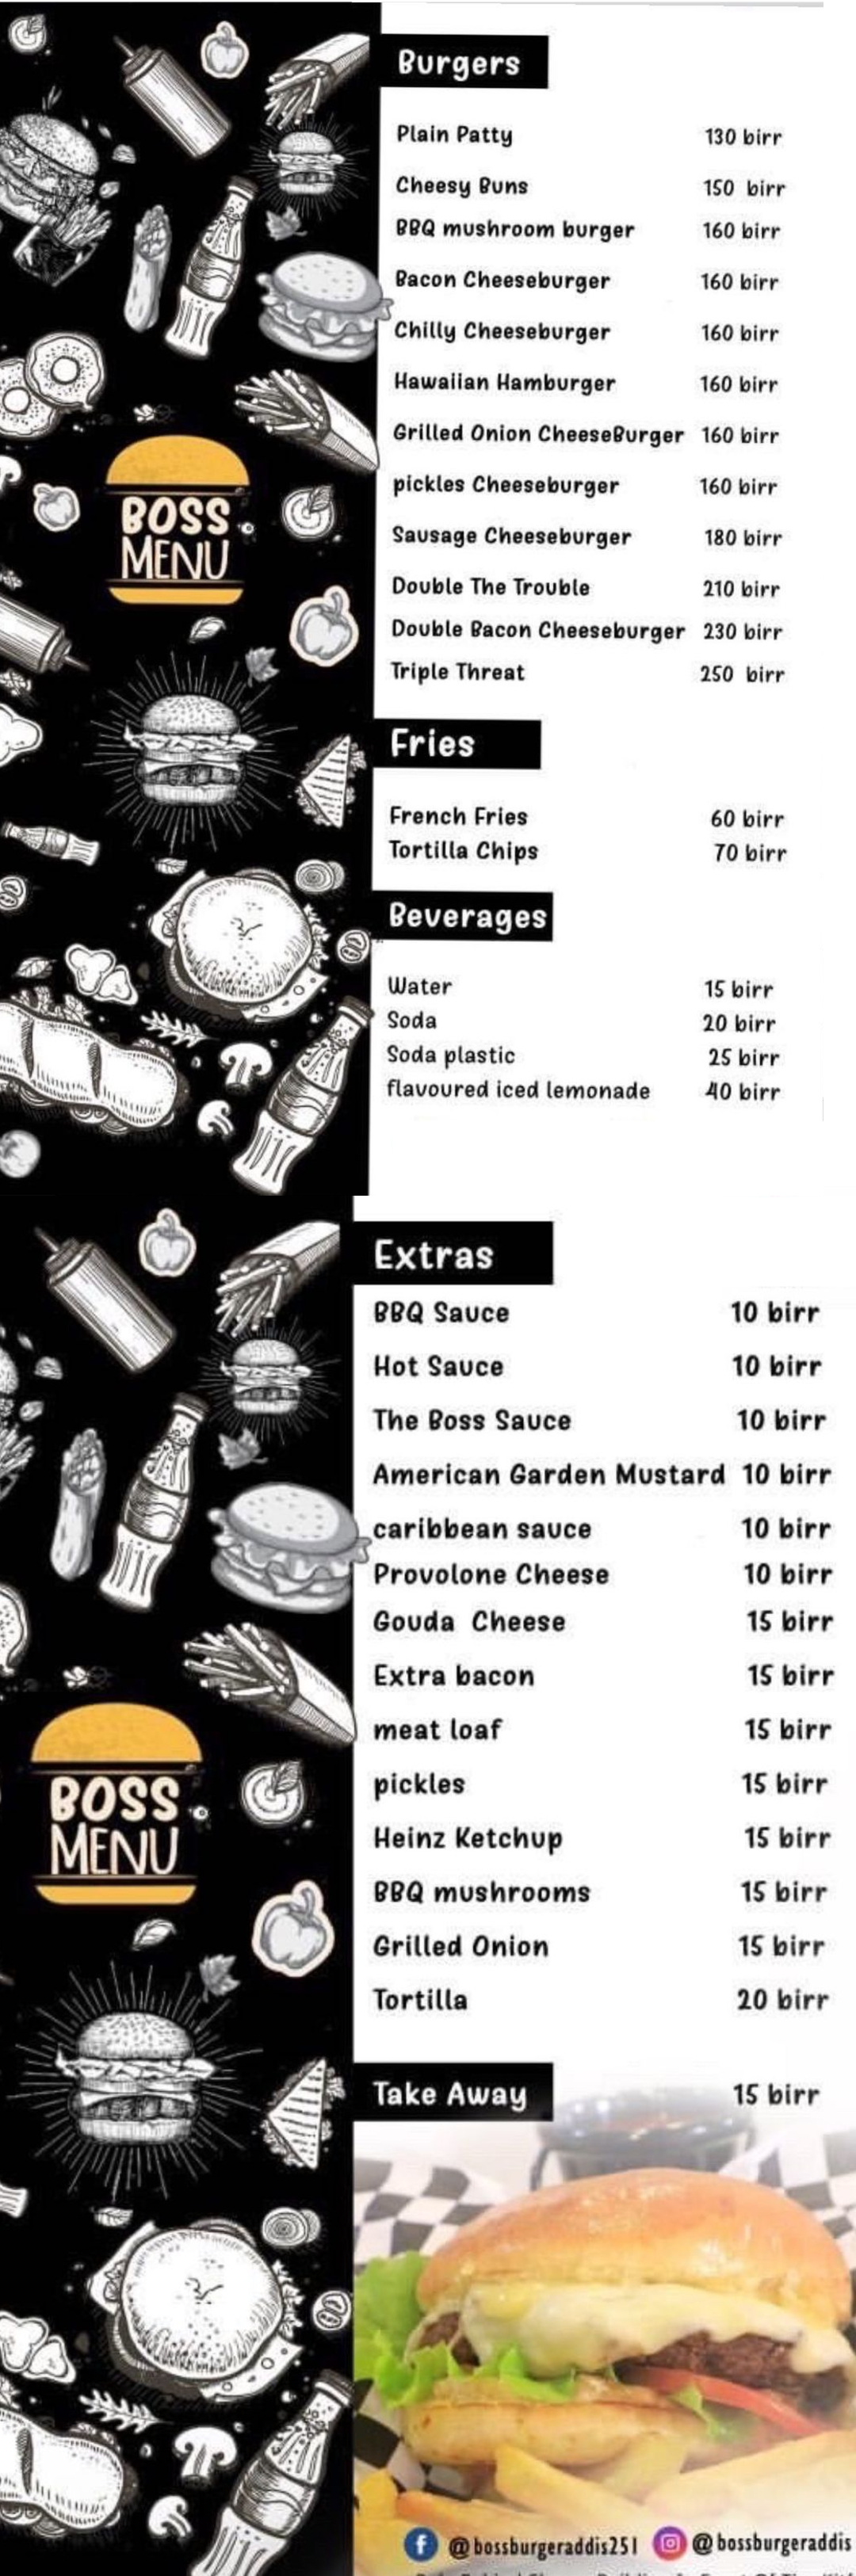 Burgers
Plain Patty 130 birr
Cheesy Buns 150 birr
BBQ mushroom burger 160 birr
Bacon Cheeseburger 160 birr
Chilly Cheeseburger 160 birr
Hawaiian Hamburger 160 birr
Grilled Onion CheeseBurger 160 birr
pickles Cheeseburger 160 birr
Sausage Cheeseburger 180 birr
Double The Trouble 210 birr
Double Bacon Cheeseburger 230 birr
Triple Threat 250 birr
BOSS
MENU
Fries
French Fries 60 birr
Tortilla Chips 70 birr
Beverages
Water 15 birr
Soda 20 birr
Soda plastic 25 birr
flavoured iced lemonade 40 birr
Extras
BBQ Sauce 10 birr
Hot Sauce 10 birr
The Boss Sauce 10 birr
American Garden Mustard 10 birr
caribbean sauce 10 birr
Provolone Cheese 10 birr
Gouda Cheese 15 birr
Extra bacon 15 birr
meat loaf 15 birr
pickles 15 birr
Heinz Ketchup 15 birr
BBQ mushrooms 15 birr
Grilled Onion 15 birr
Tortilla 20 birr
BOSS
MENU
Take Away 15 birr
@bossburgeraddis251 @bossburgeraddis